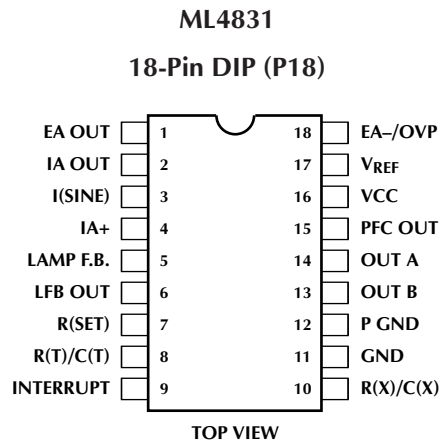 ML4831
18-Pin DIP (P18)
EA OUT 1 18 EA–/OVP
IA OUT 2 17 VREF
I(SINE) 3 16 VCC
IA+ 4 15 PFC OUT
LAMP F.B. 5 14 OUT A
LFB OUT 6 13 OUT B
R(SET) 7 12 P GND
R(T)/C(T) 8 11 GND
INTERRUPT 9 10 R(X)/C(X)
TOP VIEW